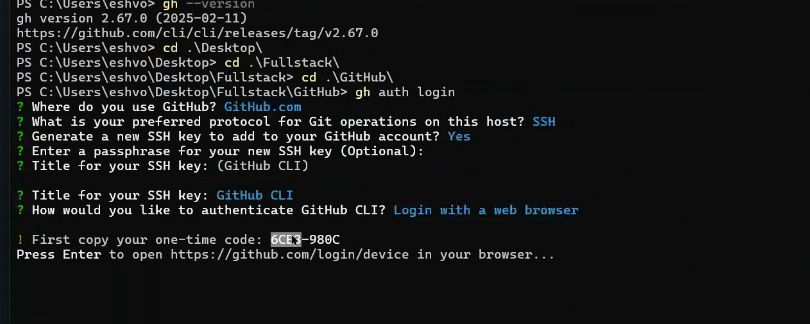 PS C:\Users\eshvo> gh --version
gh version 2.67.0 (2025-02-11)
https://github.com/cli/cli/releases/tag/v2.67.0
PS C:\Users\eshvo> cd .\Desktop\
PS C:\Users\eshvo\Desktop> cd .\Fullstack\
PS C:\Users\eshvo\Desktop\Fullstack> cd .\GitHub\
PS C:\Users\eshvo\Desktop\Fullstack\GitHub> gh auth login
? Where do you use GitHub? GitHub.com
? What is your preferred protocol for Git operations on this host? SSH
? Generate a new SSH key to add to your GitHub account? Yes
? Enter a passphrase for your new SSH key (Optional):
? Title for your SSH key: (GitHub CLI)
? Title for your SSH key: GitHub CLI
? How would you like to authenticate GitHub CLI? Login with a web browser
! First copy your one-time code: -980C
Press Enter to open https://github.com/login/device in your browser...